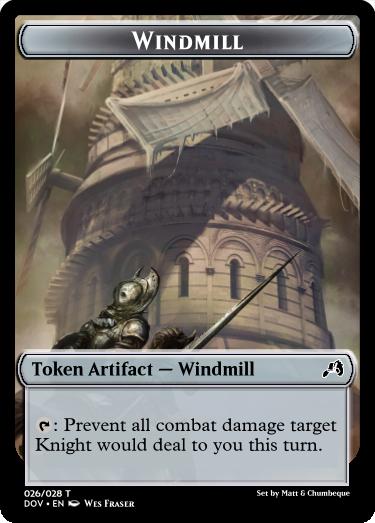 WINDMILL
Token Artifact — Windmill
: Prevent all combat damage target
Knight would deal to you this turn.
026/028 T
DOV • EN WES FRASER
Set by Matt & Chumbeque